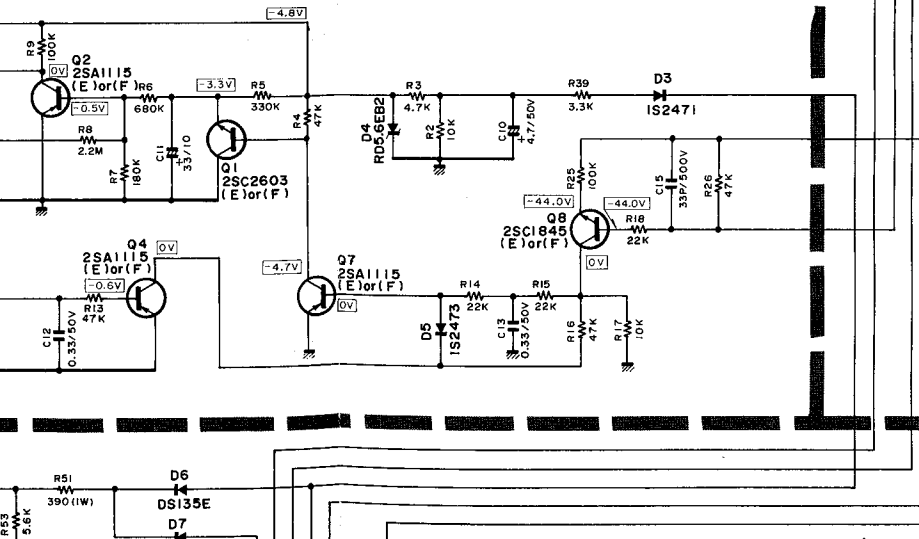 -4.8V
R9
100K
0V
Q2
2SA1115
(E)or(F)
R6
680K
-0.5V
-3.3V
R5
330K
R4
47K
R8
2.2M
R7
180K
C11
33/10
+
Q1
2SC2603
(E)or(F)
D4
RD5.6EB2
R3
4.7K
R2
10K
C10
4.7/50V
+
R39
3.3K
D3
1S2471
R25
100K
C15
33P/500V
R26
47K
-44.0V
-44.0V
Q8
2SC1845
(E)or(F)
R18
22K
0V
Q4
2SA1115
(E)or(F)
0V
-0.6V
R13
47K
C12
0.33/50V
-4.7V
Q7
2SA1115
(E)or(F)
0V
D5
1S2473
R14
22K
C13
0.33/50V
R15
22K
R16
47K
R17
10K
R51
390(1W)
R53
5.6K
D6
DS135E
D7